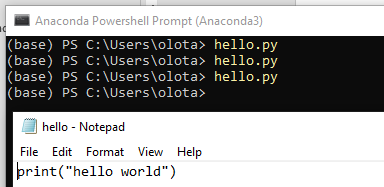 Anaconda Powershell Prompt (Anaconda3)
(base) PS C:\Users\olota> hello.py
(base) PS C:\Users\olota> hello.py
(base) PS C:\Users\olota> hello.py
(base) PS C:\Users\olota>
hello - Notepad
File Edit Format View Help
print("hello world")